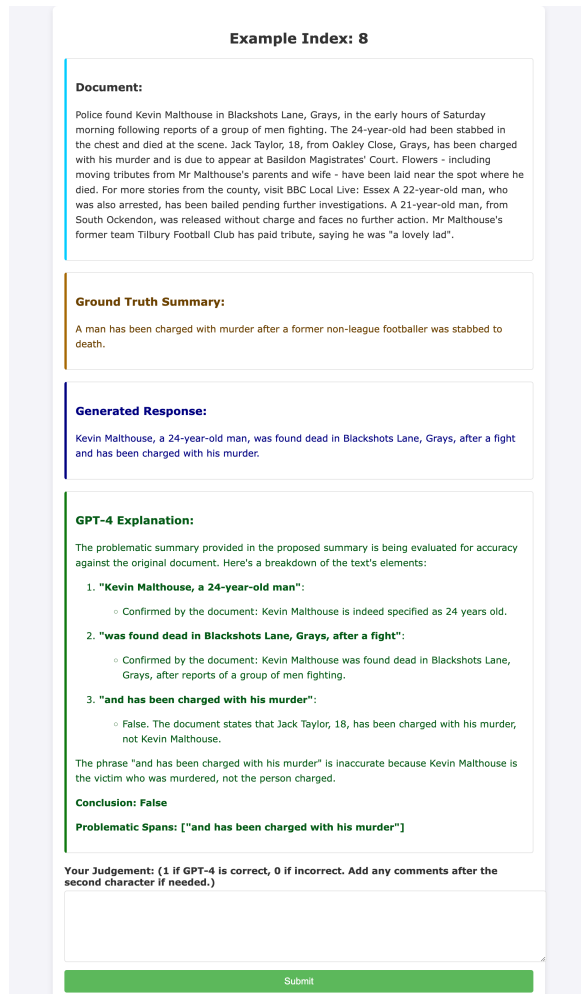 Example Index: 8
Document:
Police found Kevin Malthouse in Blackshots Lane, Grays, in the early hours of Saturday
morning following reports of a group of men fighting. The 24-year-old had been stabbed in
the chest and died at the scene. Jack Taylor, 18, from Oakley Close, Grays, has been charged
with his murder and is due to appear at Basildon Magistrates' Court. Flowers - including
moving tributes from Mr Malthouse's parents and wife - have been laid near the spot where he
died. For more stories from the county, visit BBC Local Live: Essex A 22-year-old man, who
was also arrested, has been bailed pending further investigations. A 21-year-old man, from
South Ockendon, was released without charge and faces no further action. Mr Malthouse's
former team Tilbury Football Club has paid tribute, saying he was "a lovely lad".
Ground Truth Summary:
A man has been charged with murder after a former non-league footballer was stabbed to
death.
Generated Response:
Kevin Malthouse, a 24-year-old man, was found dead in Blackshots Lane, Grays, after a fight
and has been charged with his murder.
GPT-4 Explanation:
The problematic summary provided in the proposed summary is being evaluated for accuracy
against the original document. Here's a breakdown of the text's elements:
1. "Kevin Malthouse, a 24-year-old man":
◦ Confirmed by the document: Kevin Malthouse is indeed specified as 24 years old.
2. "was found dead in Blackshots Lane, Grays, after a fight":
◦ Confirmed by the document: Kevin Malthouse was found dead in Blackshots Lane,
Grays, after reports of a group of men fighting.
3. "and has been charged with his murder":
◦ False. The document states that Jack Taylor, 18, has been charged with his murder,
not Kevin Malthouse.
The phrase "and has been charged with his murder" is inaccurate because Kevin Malthouse is
the victim who was murdered, not the person charged.
Conclusion: False
Problematic Spans: ["and has been charged with his murder"]
Your Judgement: (1 if GPT-4 is correct, 0 if incorrect. Add any comments after the
second character if needed.)
Submit